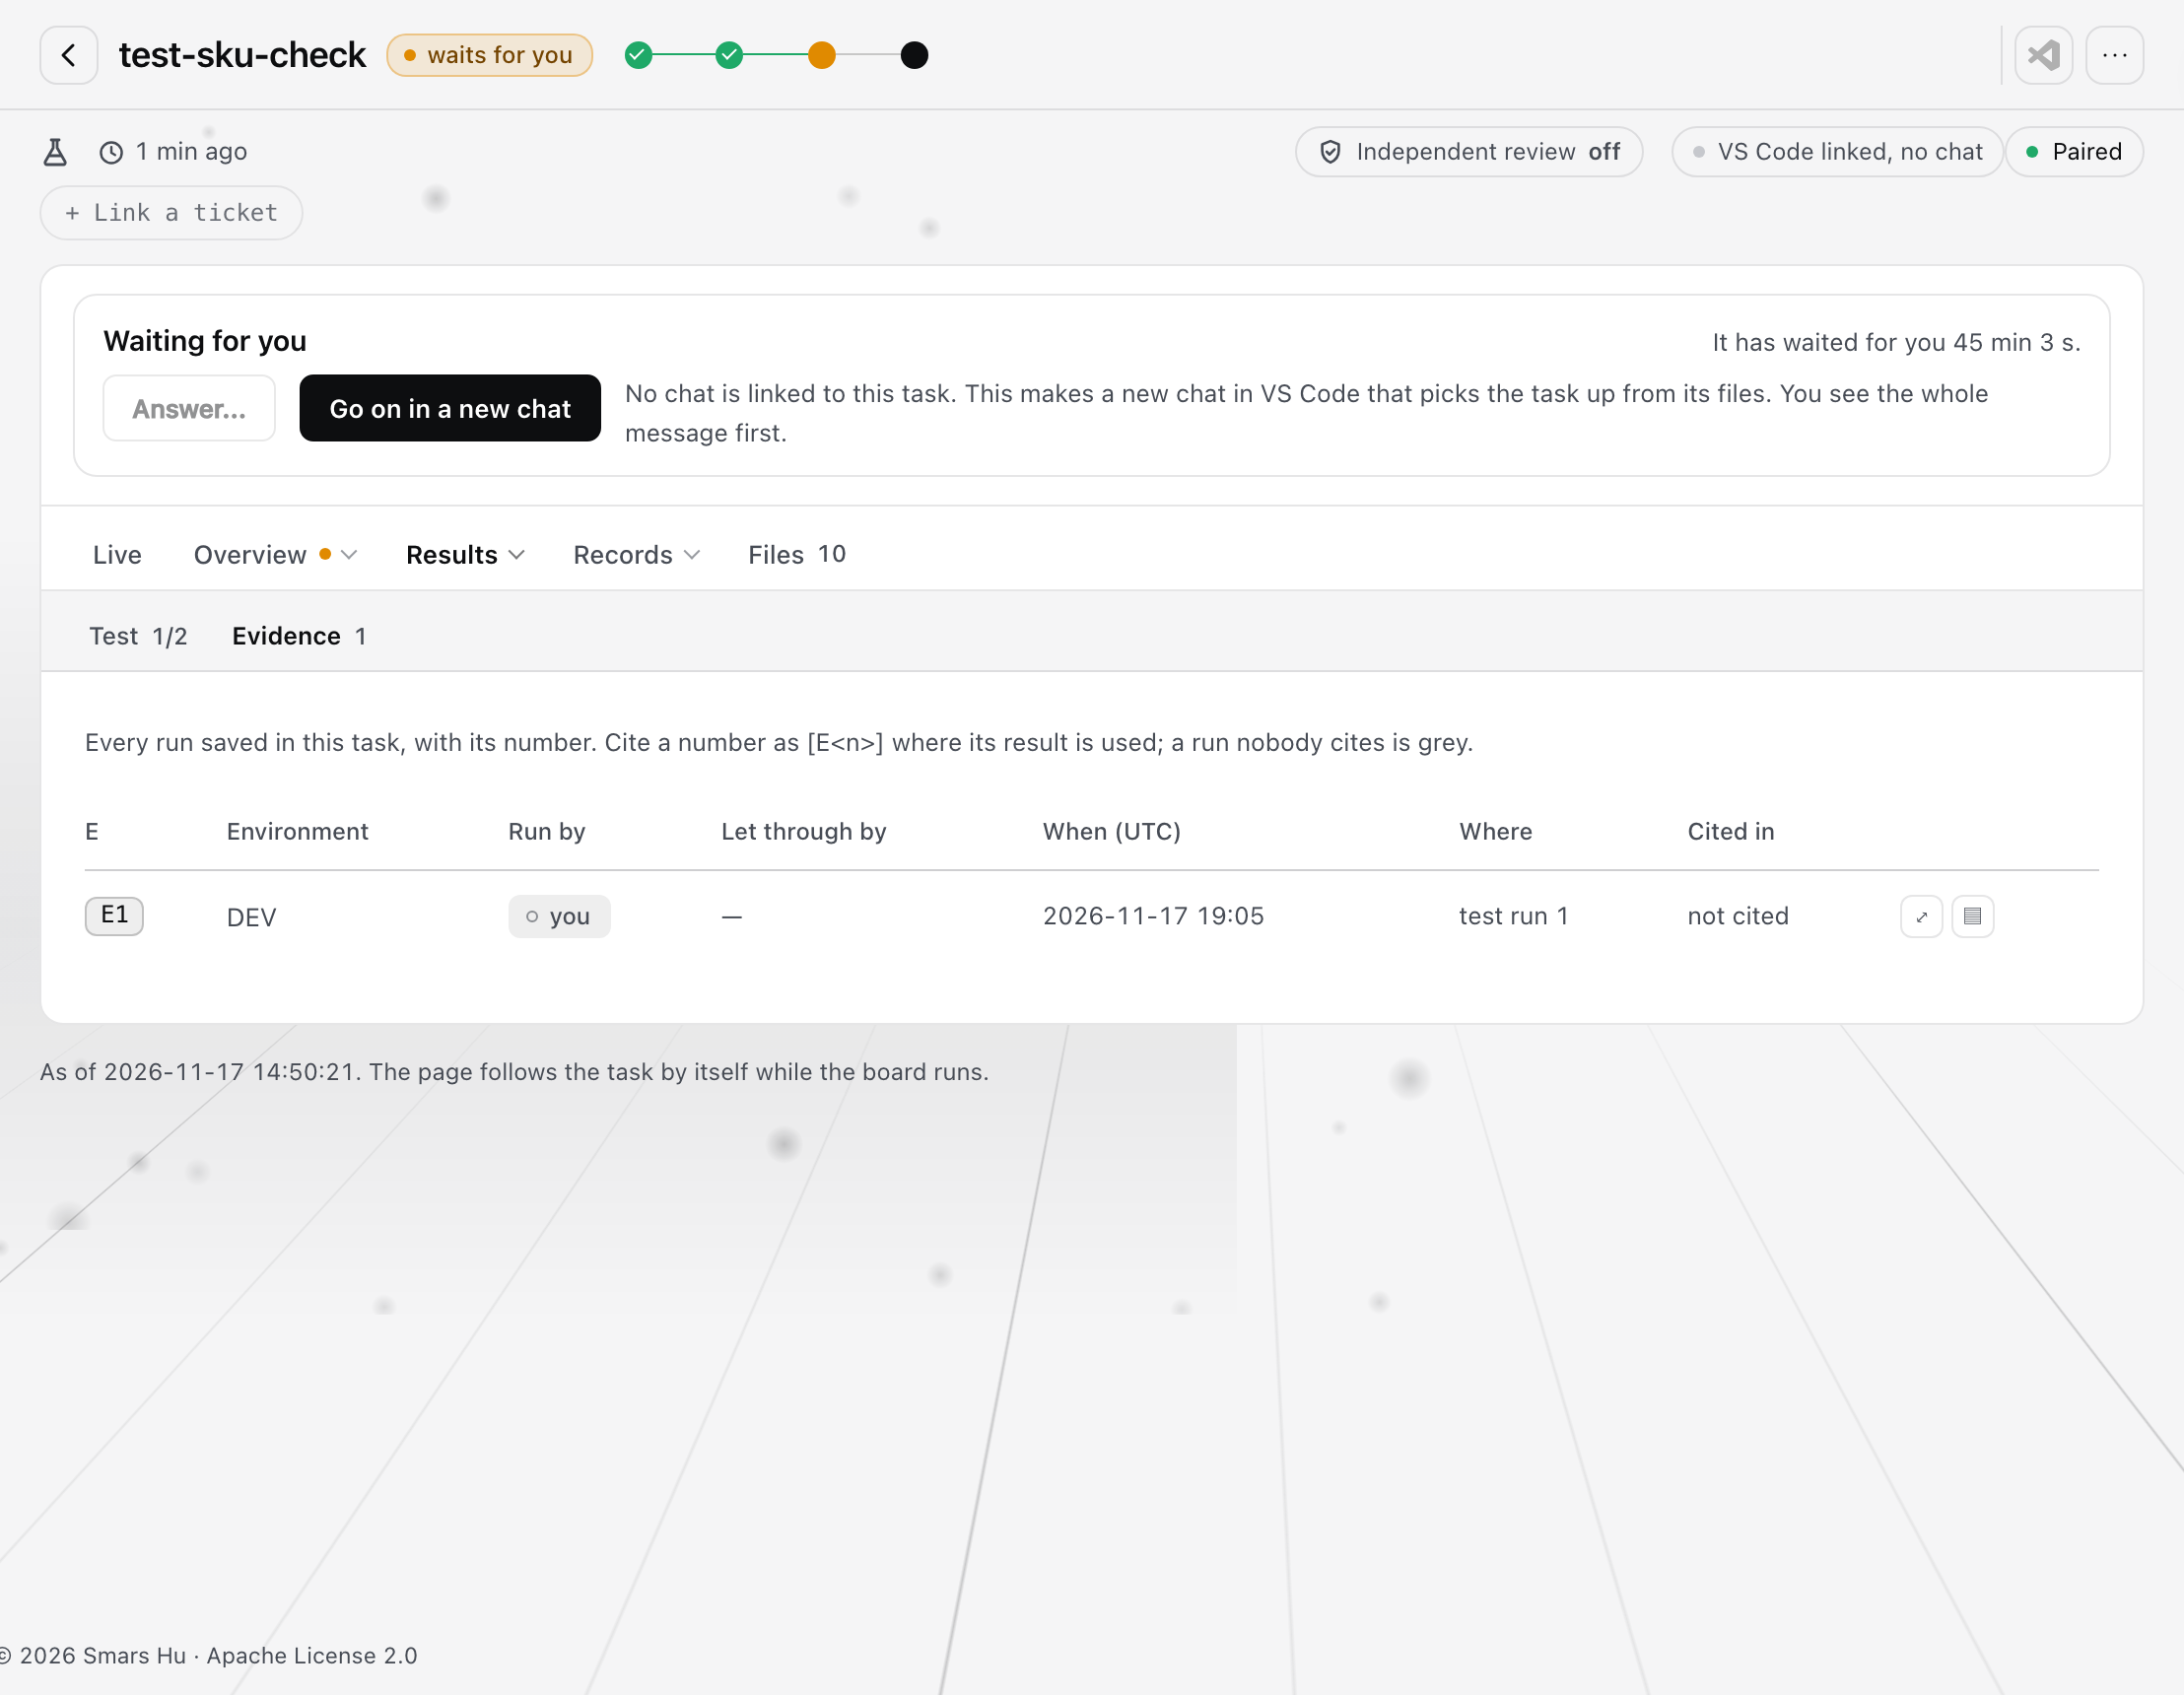 test-sku-check
waits for you
1 min ago
Independent review off
VS Code linked, no chat
Paired
+ Link a ticket
Waiting for you
It has waited for you 45 min 3 s.
Answer...
Go on in a new chat
No chat is linked to this task. This makes a new chat in VS Code that picks the task up from its files. You see the whole
message first.
Live
Overview
Results
Records
Files 10
Test 1/2
Evidence 1
Every run saved in this task, with its number. Cite a number as [E<n>] where its result is used; a run nobody cites is grey.
E Environment Run by Let through by When (UTC) Where Cited in
E1 DEV you — 2026-11-17 19:05 test run 1 not cited
As of 2026-11-17 14:50:21. The page follows the task by itself while the board runs.
© 2026 Smars Hu · Apache License 2.0